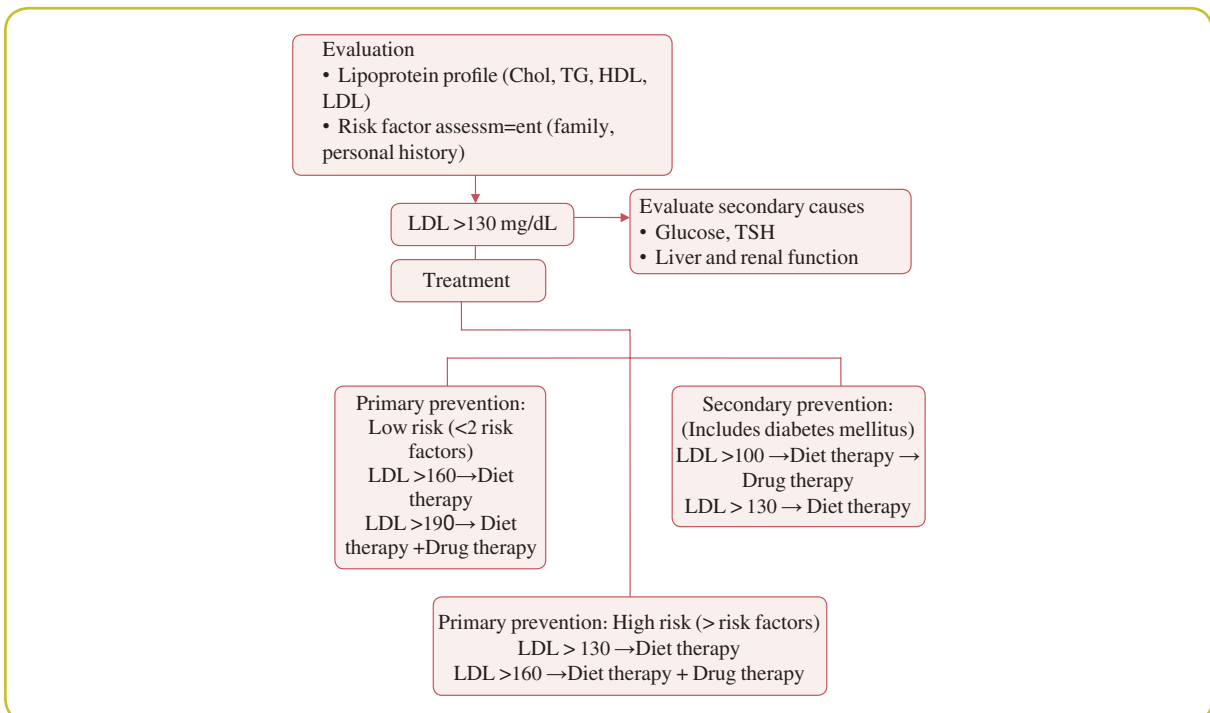 Evaluation
• Lipoprotein profile (Chol, TG, HDL,
LDL)
• Risk factor assessm=ent (family,
personal history)
LDL >130 mg/dL
Evaluate secondary causes
• Glucose, TSH
• Liver and renal function
Treatment
Primary prevention:
Low risk (<2 risk
factors)
LDL >160→Diet
therapy
LDL >190→ Diet
therapy +Drug therapy
Secondary prevention:
(Includes diabetes mellitus)
LDL >100 →Diet therapy →
Drug therapy
LDL > 130 → Diet therapy
Primary prevention: High risk (> risk factors)
LDL > 130 →Diet therapy
LDL >160 →Diet therapy + Drug therapy